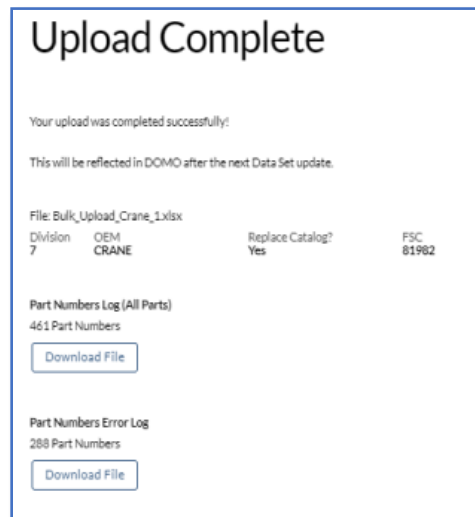 Upload Complete
Your upload was completed successfully!
This will be reflected in DOMO after the next Data Set update.
File: Bulk_Upload_Crane_1.xlsx
Division OEM Replace Catalog? FSC
7 CRANE Yes 81982
Part Numbers Log (All Parts)
461 Part Numbers
Download File
Part Numbers Error Log
288 Part Numbers
Download File